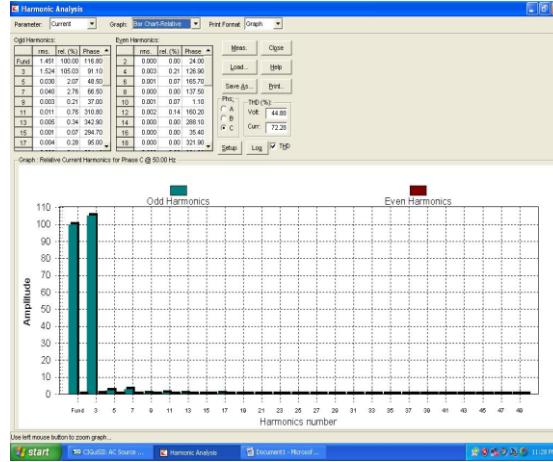 Harmonic Analysis
Parameter: Current Graph: Bar Chart-Relative Print Format: Graph
Odd Harmonics: Even Harmonics:
rms. rel. (%) Phase rms. rel. (%) Phase
Fund 1.451 100.00 116.80 2 0.000 0.00 24.00
3 1.524 105.03 91.10 4 0.003 0.21 126.90
5 0.030 2.07 48.50 6 0.001 0.07 165.70
7 0.040 2.76 66.50 8 0.000 0.00 137.50
9 0.003 0.21 37.00 10 0.001 0.07 1.10
11 0.011 0.76 310.80 12 0.002 0.14 160.20
13 0.005 0.34 342.90 14 0.000 0.00 288.10
15 0.001 0.07 294.70 16 0.000 0.00 35.40
17 0.004 0.28 95.00 18 0.000 0.00 321.90
Meas. Close
Load... Help
Save As... Print..
Phs: THD (%):
A Volt: 44.80
B
C Curr: 72.28
Setup Log THD
Graph : Relative Current Harmonics for Phase C @ 50.00 Hz
Odd Harmonics Even Harmonics
Amplitude
110
100
90
80
70
60
50
40
30
20
10
0
Fund 3 5 7 9 11 13 15 17 19 21 23 25 27 29 31 33 35 37 39 41 43 45 47 49
Harmonics number
Use left mouse button to zoom graph...
start AC Source ... Harmonic Analysis Document1 - Microsof... 11:28